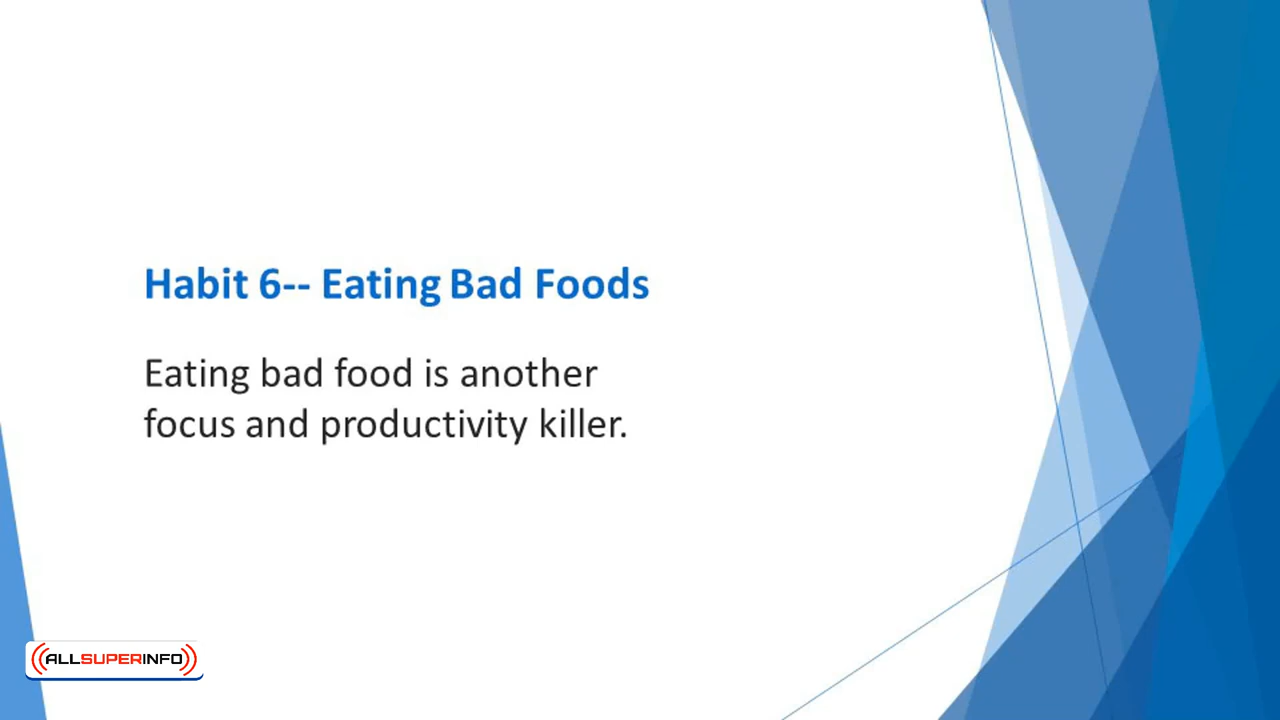 Habit 6-- Eating Bad Foods
Eating bad food is another
focus and productivity killer.
((ALLSUPERINFO))